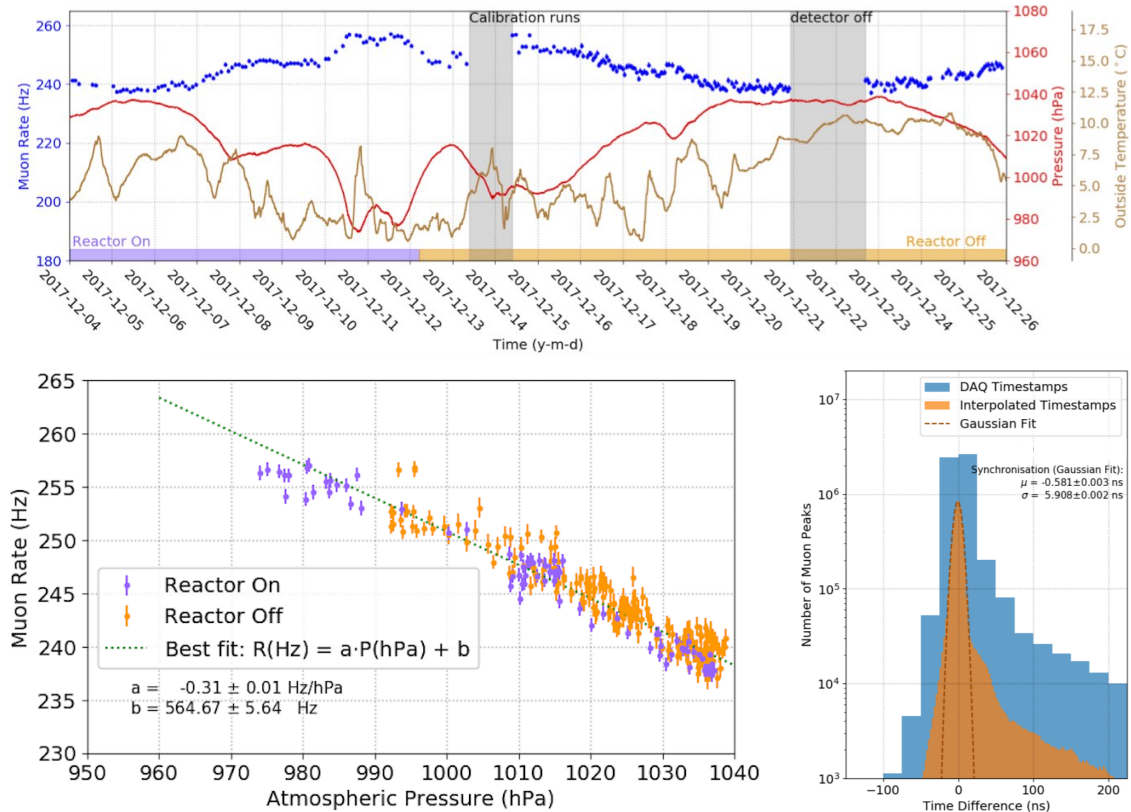 Calibration runs
detector off
260
240
220
200
180
Muon Rate (Hz)
1080
1060
1040
1020
1000
980
960
Pressure (hPa)
17.5
15.0
12.5
10.0
7.5
5.0
2.5
0.0
Outside Temperature (°C)
Reactor On
Reactor Off
2017-12-04
2017-12-05
2017-12-06
2017-12-07
2017-12-08
2017-12-09
2017-12-10
2017-12-11
2017-12-12
2017-12-13
2017-12-14
2017-12-15
2017-12-16
2017-12-17
2017-12-18
2017-12-19
2017-12-20
2017-12-21
2017-12-22
2017-12-23
2017-12-24
2017-12-25
2017-12-26
Time (y-m-d)
265
260
255
250
245
240
235
230
Muon Rate (Hz)
Reactor On
Reactor Off
Best fit: R(Hz) = a·P(hPa) + b
a = -0.31 ± 0.01 Hz/hPa
b = 564.67 ± 5.64 Hz
950 960 970 980 990 1000 1010 1020 1030 1040
Atmospheric Pressure (hPa)
DAQ Timestamps
Interpolated Timestamps
Gaussian Fit
Synchronisation (Gaussian Fit):
μ = -0.581±0.003 ns
σ = 5.908±0.002 ns
10⁷
10⁶
10⁵
10⁴
10³
Number of Muon Peaks
−100 0 100 200
Time Difference (ns)